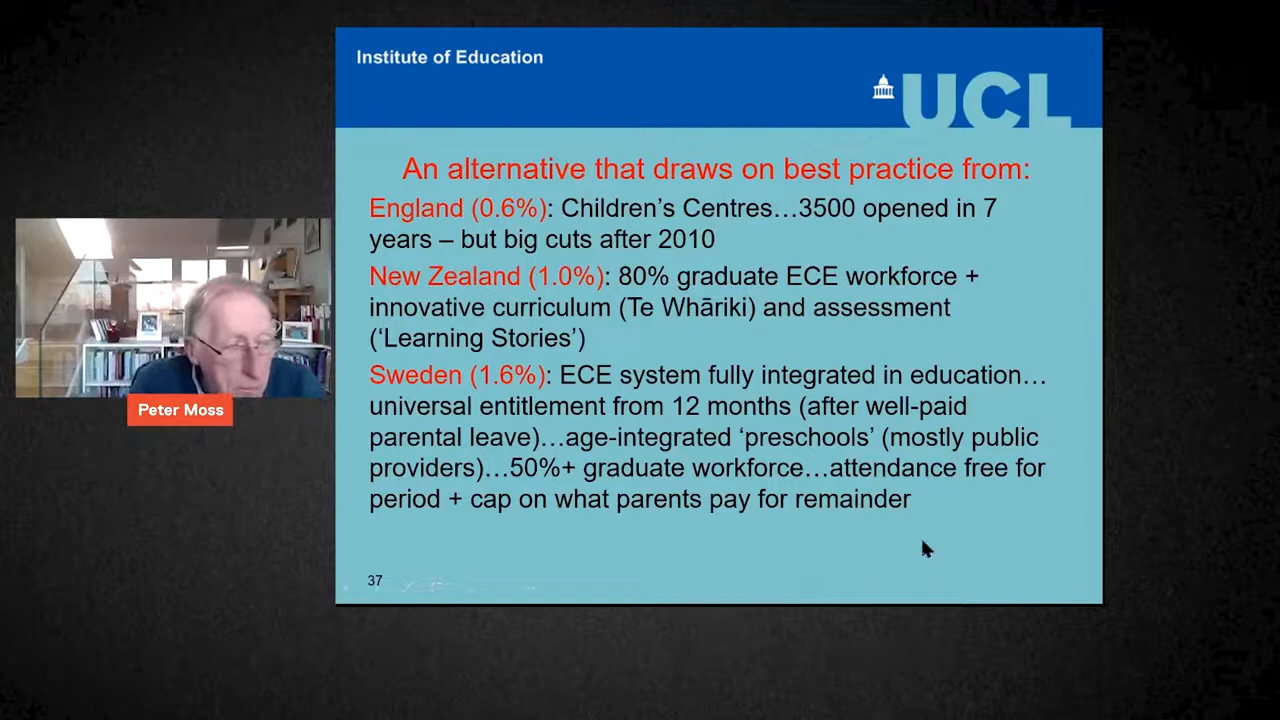 Institute of Education
UCL
An alternative that draws on best practice from:
England (0.6%): Children's Centres…3500 opened in 7
years – but big cuts after 2010
New Zealand (1.0%): 80% graduate ECE workforce +
innovative curriculum (Te Whāriki) and assessment
('Learning Stories')
Sweden (1.6%): ECE system fully integrated in education…
universal entitlement from 12 months (after well-paid
parental leave)…age-integrated 'preschools' (mostly public
providers)…50%+ graduate workforce…attendance free for
period + cap on what parents pay for remainder
37
Peter Moss